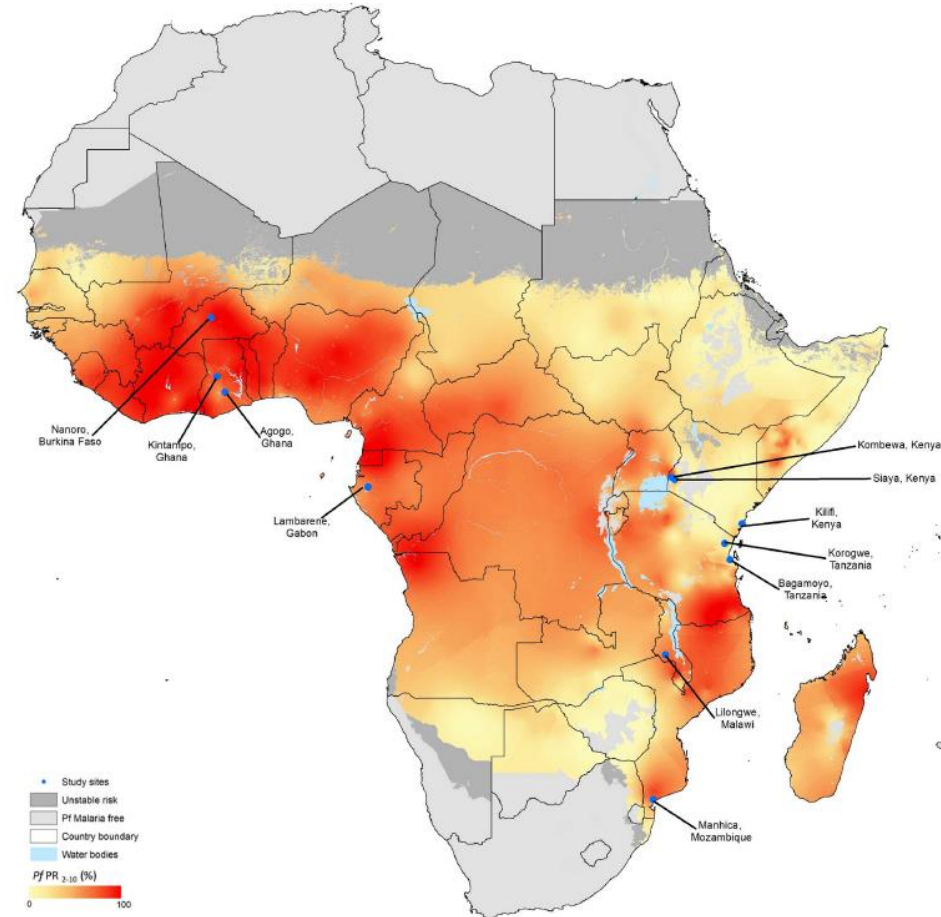 Nanoro,
Burkina Faso
Kintampo,
Ghana
Agogo,
Ghana
Lambarene,
Gabon
Kombewa, Kenya
Siaya, Kenya
Kilifi,
Kenya
Korogwe,
Tanzania
Bagamoyo,
Tanzania
Lilongwe,
Malawi
Manhica,
Mozambique
Study sites
Unstable risk
Pf Malaria free
Country boundary
Water bodies
Pf PR 2-10 (%)
0 100